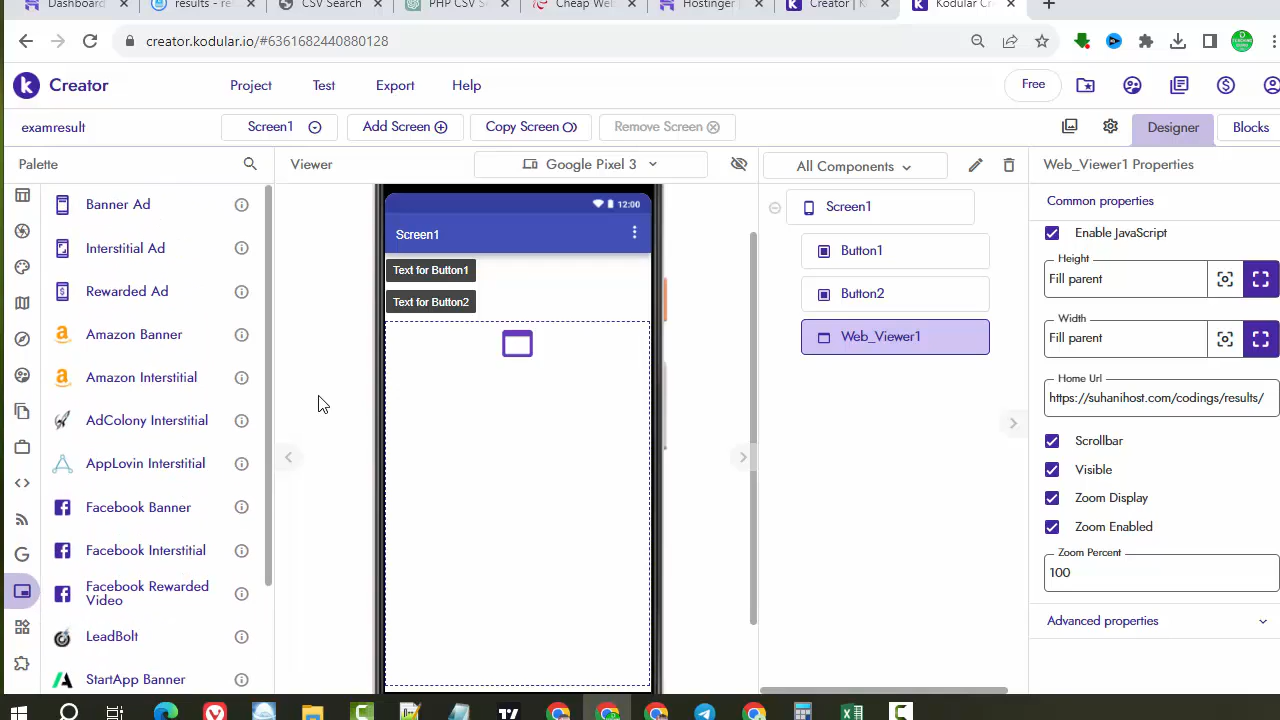 Dashboard
results - re
CSV Search
PHP CSV S
Cheap Web
Hostinger
Creator | K
Kodular Cr
creator.kodular.io/#6361682440880128
Creator
Project
Test
Export
Help
Free
examresult
Screen1
Add Screen
Copy Screen
Remove Screen
Designer
Blocks
Palette
Banner Ad
Interstitial Ad
Rewarded Ad
Amazon Banner
Amazon Interstitial
AdColony Interstitial
AppLovin Interstitial
Facebook Banner
Facebook Interstitial
Facebook Rewarded
Video
LeadBolt
StartApp Banner
Viewer
Google Pixel 3
12:00
Screen1
Text for Button1
Text for Button2
All Components
Screen1
Button1
Button2
Web_Viewer1
Web_Viewer1 Properties
Common properties
Enable JavaScript
Height
Fill parent
Width
Fill parent
Home Url
https://suhanihost.com/codings/results/
Scrollbar
Visible
Zoom Display
Zoom Enabled
Zoom Percent
100
Advanced properties